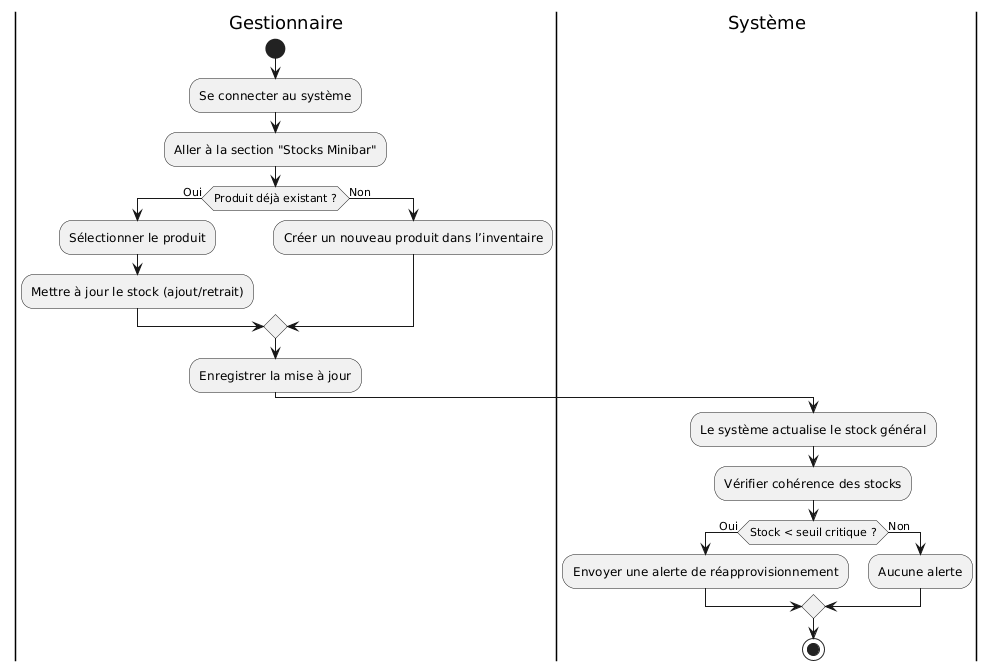 Gestionnaire
Système
Se connecter au système
Aller à la section "Stocks Minibar"
Produit déjà existant ?
Oui
Non
Sélectionner le produit
Créer un nouveau produit dans l’inventaire
Mettre à jour le stock (ajout/retrait)
Enregistrer la mise à jour
Le système actualise le stock général
Vérifier cohérence des stocks
Stock < seuil critique ?
Oui
Non
Envoyer une alerte de réapprovisionnement
Aucune alerte